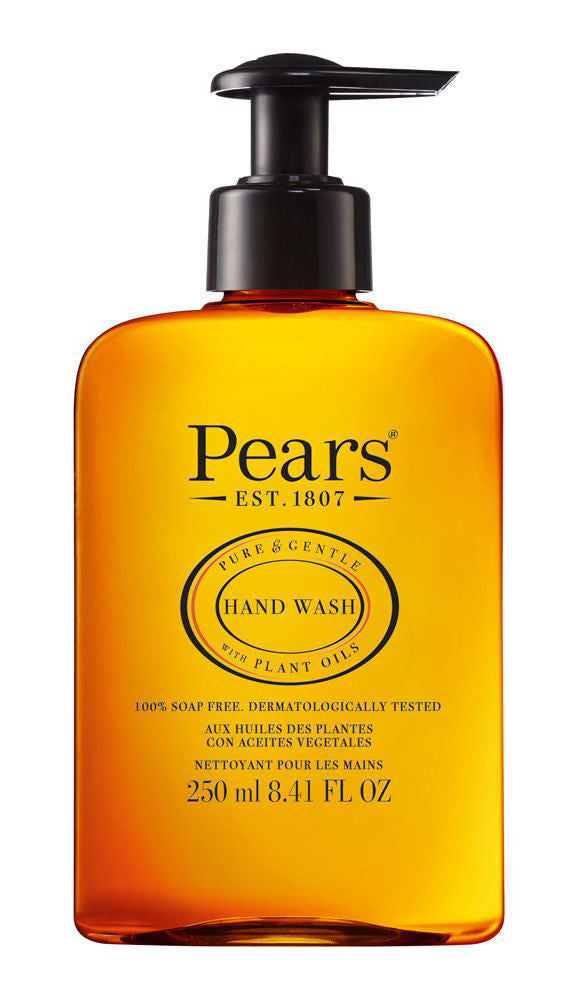 Pears®
EST. 1807
PURE & GENTLE
HAND WASH
WITH PLANT OILS
100% SOAP FREE. DERMATOLOGICALLY TESTED
AUX HUILES DES PLANTES
CON ACEITES VEGETALES
NETTOYANT POUR LES MAINS
250 ml 8.41 FL OZ